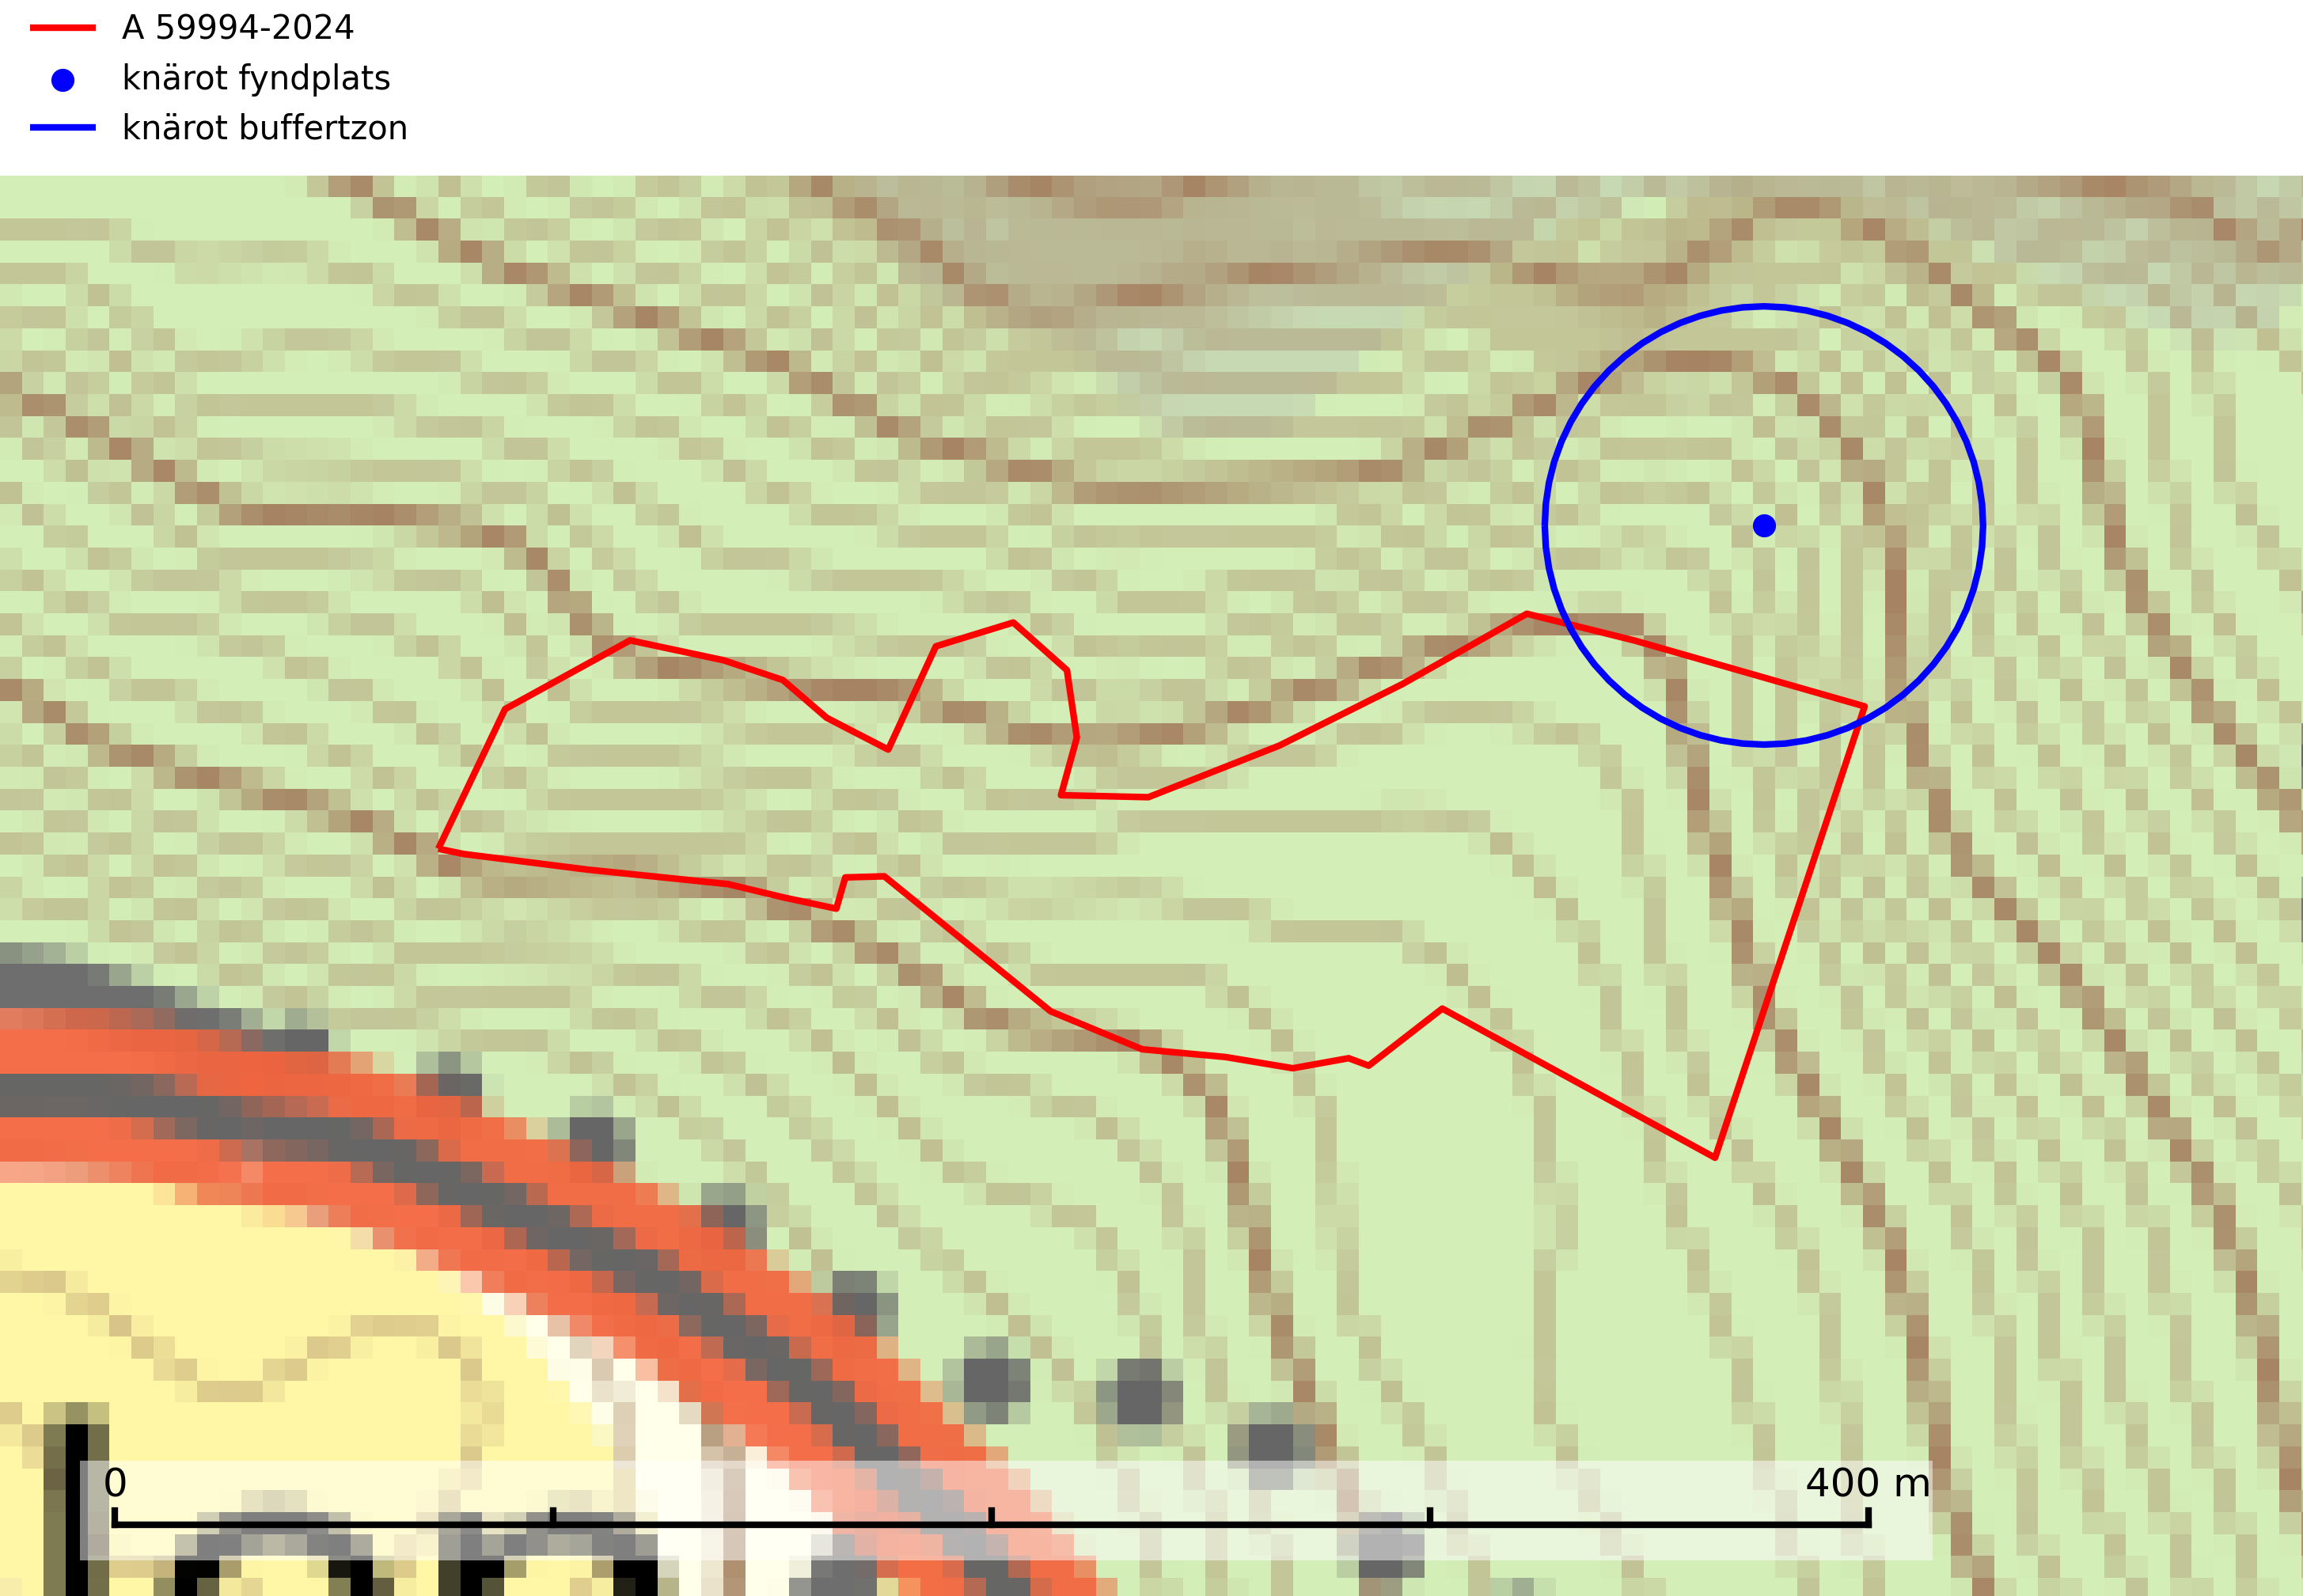 A 59994-2024
knärot fyndplats
knärot buffertzon
0
400 m